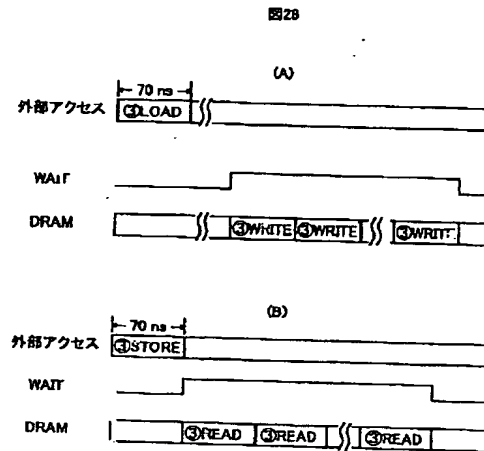 図28
(A)
70 ns
外部アクセス ③LOAD
WAIT
DRAM ③WRITE ③WRITE ③WRITE
(B)
70 ns
外部アクセス ③STORE
WAIT
DRAM ③READ ③READ ③READ